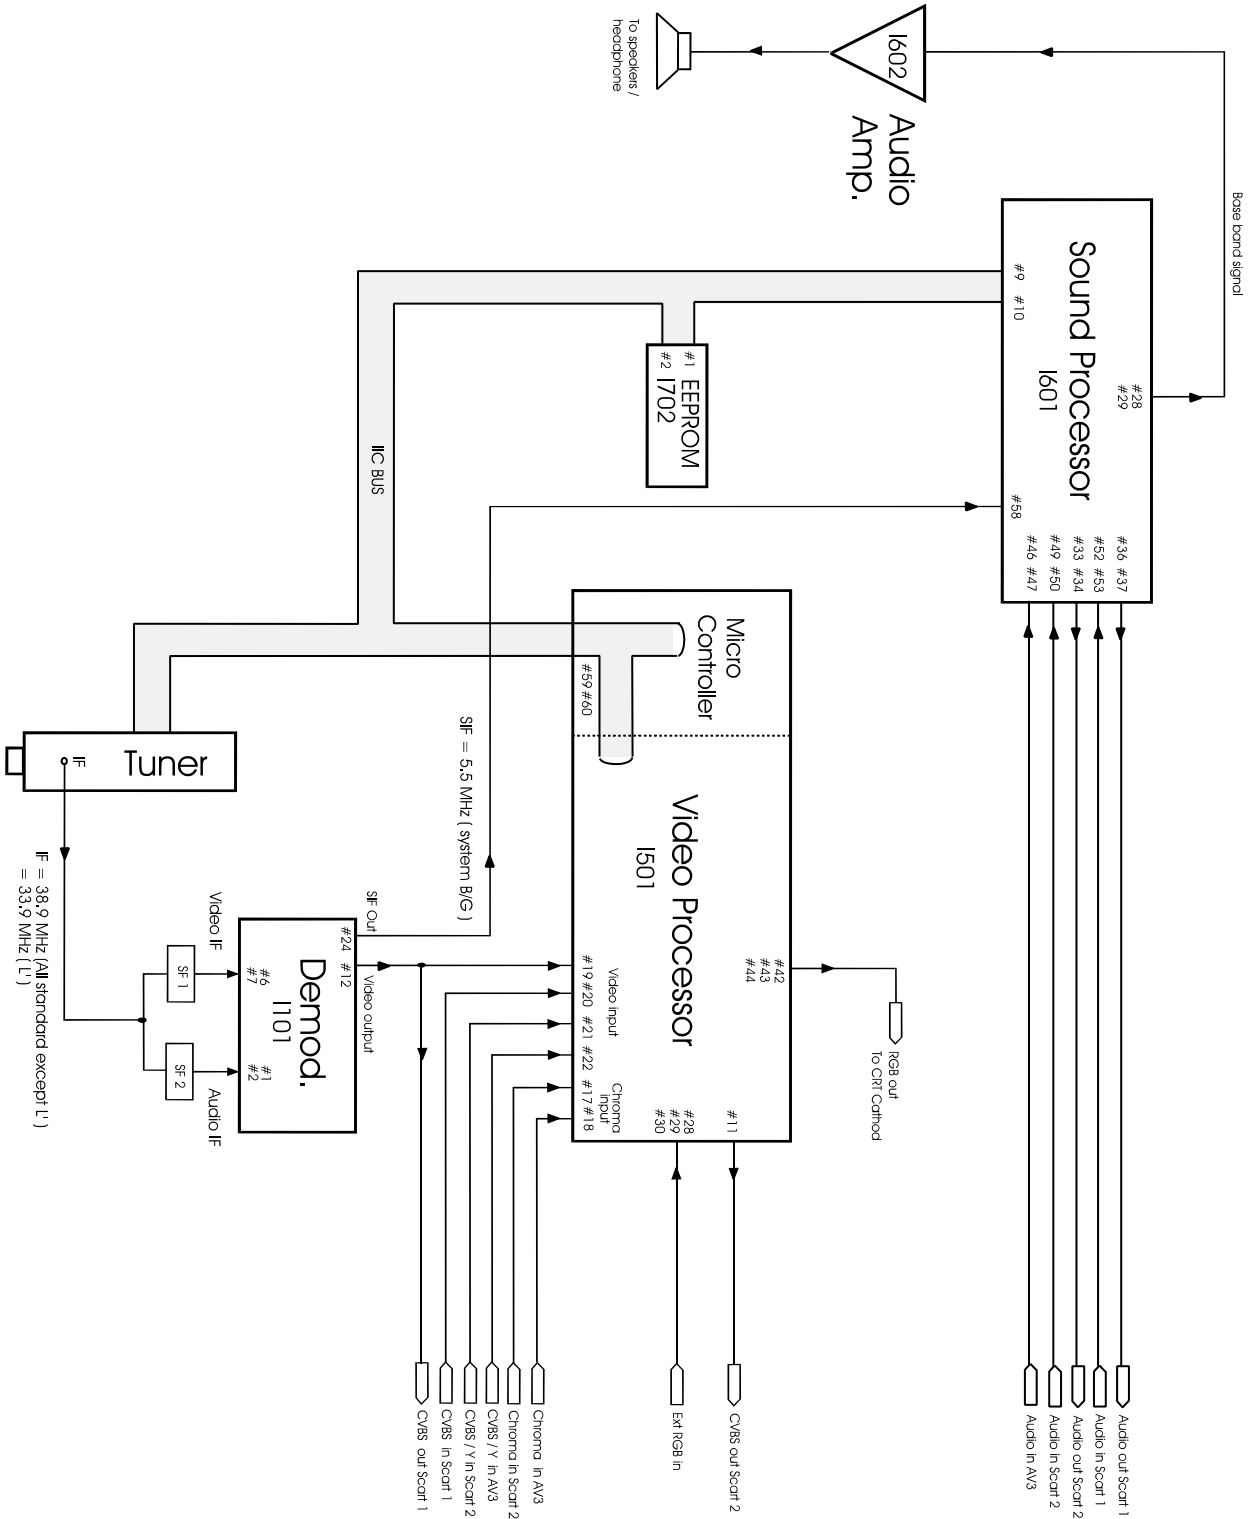 Base band signal
I602
Audio
Amp.
To speakers /
headphone
Sound Processor
I601
#9
#10
#28
#29
#58
#36 #37
#52 #53
#33 #34
#49 #50
#46 #47
EEPROM
I702
#1
#2
IIC BUS
Micro
Controller
#59 #60
Video Processor
I501
#42
#43
#44
RGB out
To CRT Cathod
Video input
#19 #20 #21 #22
Chroma
input
#17 #18
#28
#29
#30
#11
SIF = 5.5 MHz ( system B/G )
Tuner
IF
IF = 38.9 MHz (All standard except L' )
= 33.9 MHz ( L' )
Video IF
SF 1
SF 2
Audio IF
Demod.
I101
#24 #12
#6
#7
#1
#2
SIF Out
Video output
Audio out Scart 1
Audio in Scart 1
Audio out Scart 2
Audio in Scart 2
Audio in AV3
CVBS out Scart 2
Ext RGB in
Chroma in AV3
Chroma in Scart 2
CVBS / Y in AV3
CVBS / Y in Scart 2
CVBS in Scart 1
CVBS out Scart 1